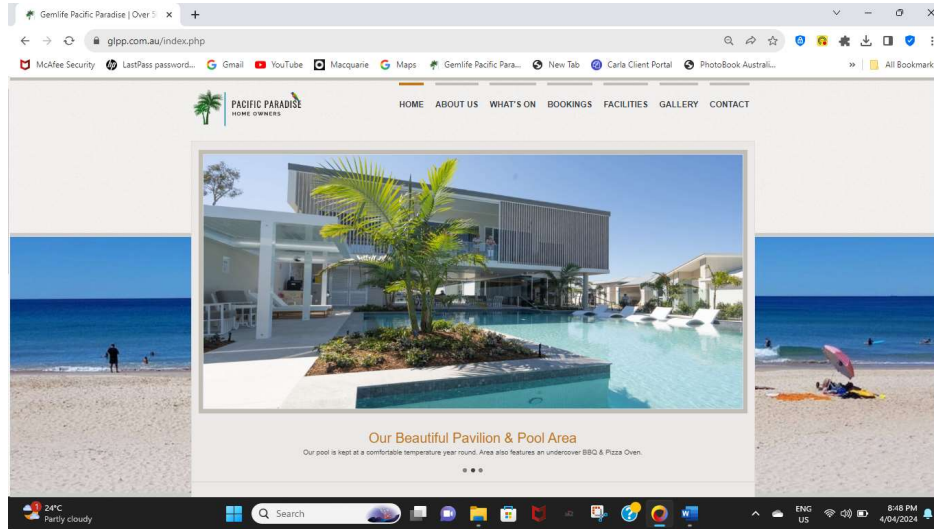 Gemlife Pacific Paradise | Over 5
glpp.com.au/index.php
McAfee Security LastPass password... Gmail YouTube Macquarie Maps Gemlife Pacific Para... New Tab Carla Client Portal PhotoBook Australi... » All Bookmark
PACIFIC PARADISE
HOME OWNERS
HOME ABOUT US WHAT'S ON BOOKINGS FACILITIES GALLERY CONTACT
Our Beautiful Pavilion & Pool Area
Our pool is kept at a comfortable temperature year round. Area also features an undercover BBQ & Pizza Oven.
24°C
Partly cloudy
Search
ENG
US
8:48 PM
4/04/2024